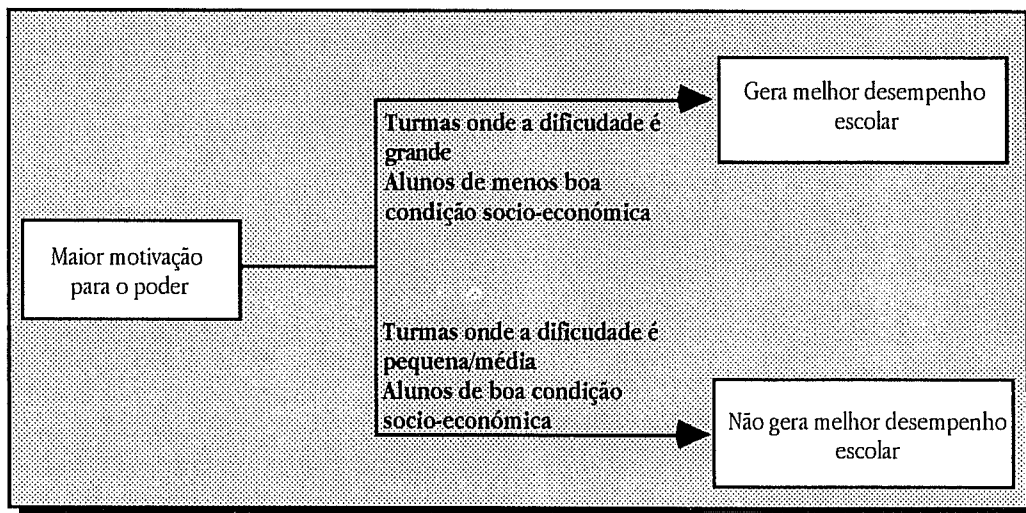 Maior motivação
para o poder
Turmas onde a dificudade é
grande
Alunos de menos boa
condição socio-económica
Gera melhor desempenho
escolar
Turmas onde a dificudade é
pequena/média
Alunos de boa condição
socio-económica
Não gera melhor desempenho
escolar